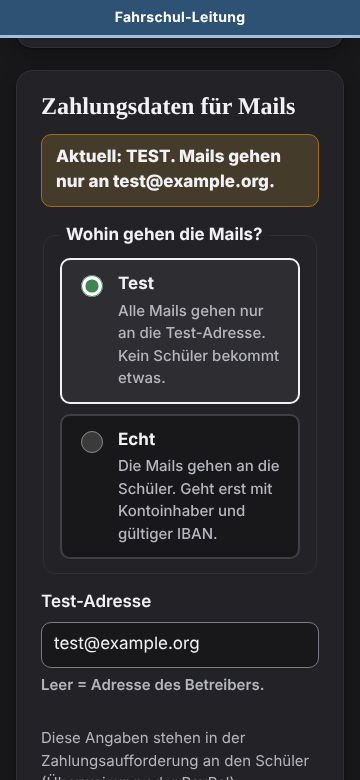 Fahrschul-Leitung
Zahlungsdaten für Mails
Aktuell: TEST. Mails gehen
nur an test@example.org.
Wohin gehen die Mails?
Test
Alle Mails gehen nur
an die Test-Adresse.
Kein Schüler bekommt
etwas.
Echt
Die Mails gehen an die
Schüler. Geht erst mit
Kontoinhaber und
gültiger IBAN.
Test-Adresse
test@example.org
Leer = Adresse des Betreibers.
Diese Angaben stehen in der
Zahlungsaufforderung an den Schüler